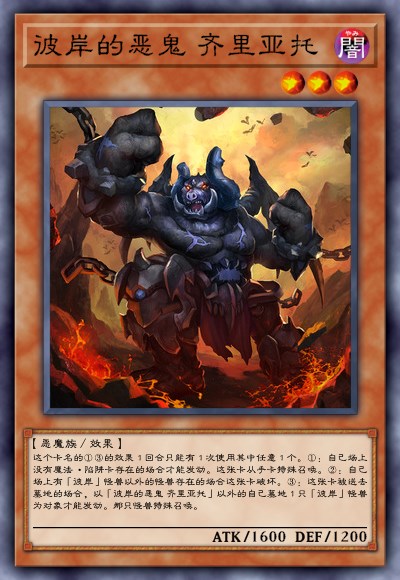 彼岸的恶鬼 齐里亚托
やみ
闇
【恶魔族／效果】
这个卡名的①③的效果1回合只能有1次使用其中任意1个。①：自己场上
没有魔法·陷阱卡存在的场合才能发动。这张卡从手卡特殊召唤。②：自己
场上有「彼岸」怪兽以外的怪兽存在的场合这张卡破坏。③：这张卡被送去
墓地的场合，以「彼岸的恶鬼 齐里亚托」以外的自己墓地1只「彼岸」怪兽
为对象才能发动。那只怪兽特殊召唤。
ATK/1600 DEF/1200